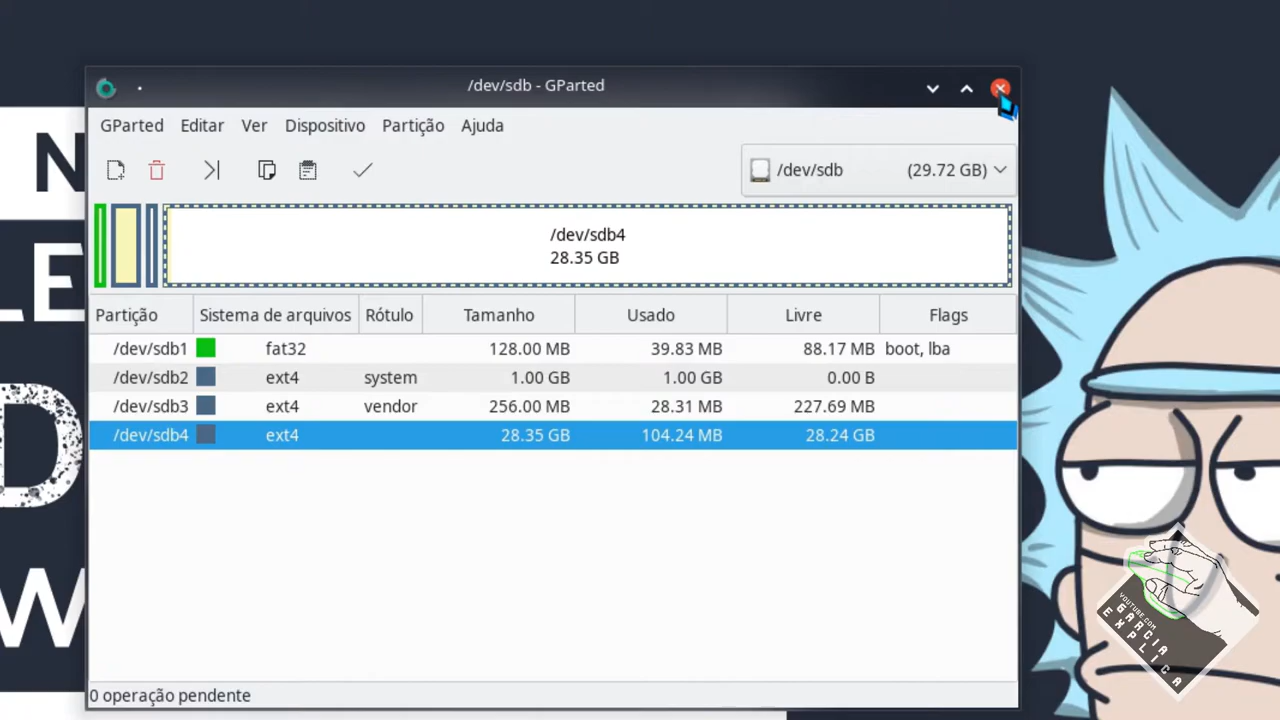 /dev/sdb - GParted
GParted Editar Ver Dispositivo Partição Ajuda
/dev/sdb (29.72 GB)
/dev/sdb4
28.35 GB
Partição Sistema de arquivos Rótulo Tamanho Usado Livre Flags
/dev/sdb1 fat32 128.00 MB 39.83 MB 88.17 MB boot, lba
/dev/sdb2 ext4 system 1.00 GB 1.00 GB 0.00 B
/dev/sdb3 ext4 vendor 256.00 MB 28.31 MB 227.69 MB
/dev/sdb4 ext4 28.35 GB 104.24 MB 28.24 GB
0 operação pendente
N
LE
D
W
YOUTUBE.COM
GARCIA
EXPLICA